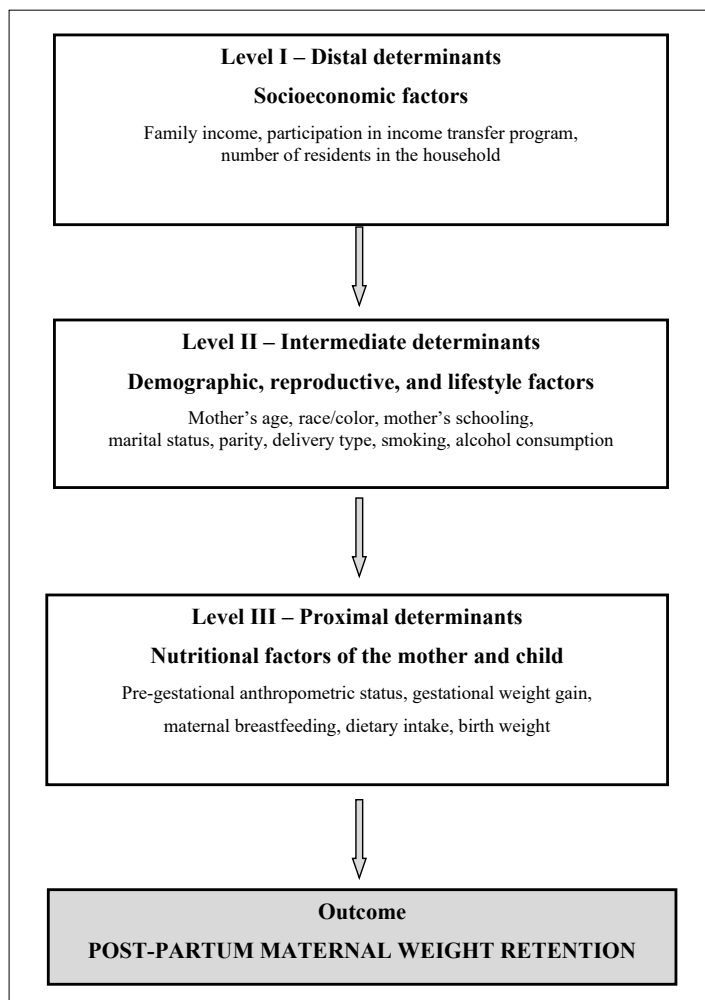 Level I – Distal determinants
Socioeconomic factors
Family income, participation in income transfer program,
number of residents in the household
Level II – Intermediate determinants
Demographic, reproductive, and lifestyle factors
Mother’s age, race/color, mother’s schooling,
marital status, parity, delivery type, smoking, alcohol consumption
Level III – Proximal determinants
Nutritional factors of the mother and child
Pre-gestational anthropometric status, gestational weight gain,
maternal breastfeeding, dietary intake, birth weight
Outcome
POST-PARTUM MATERNAL WEIGHT RETENTION